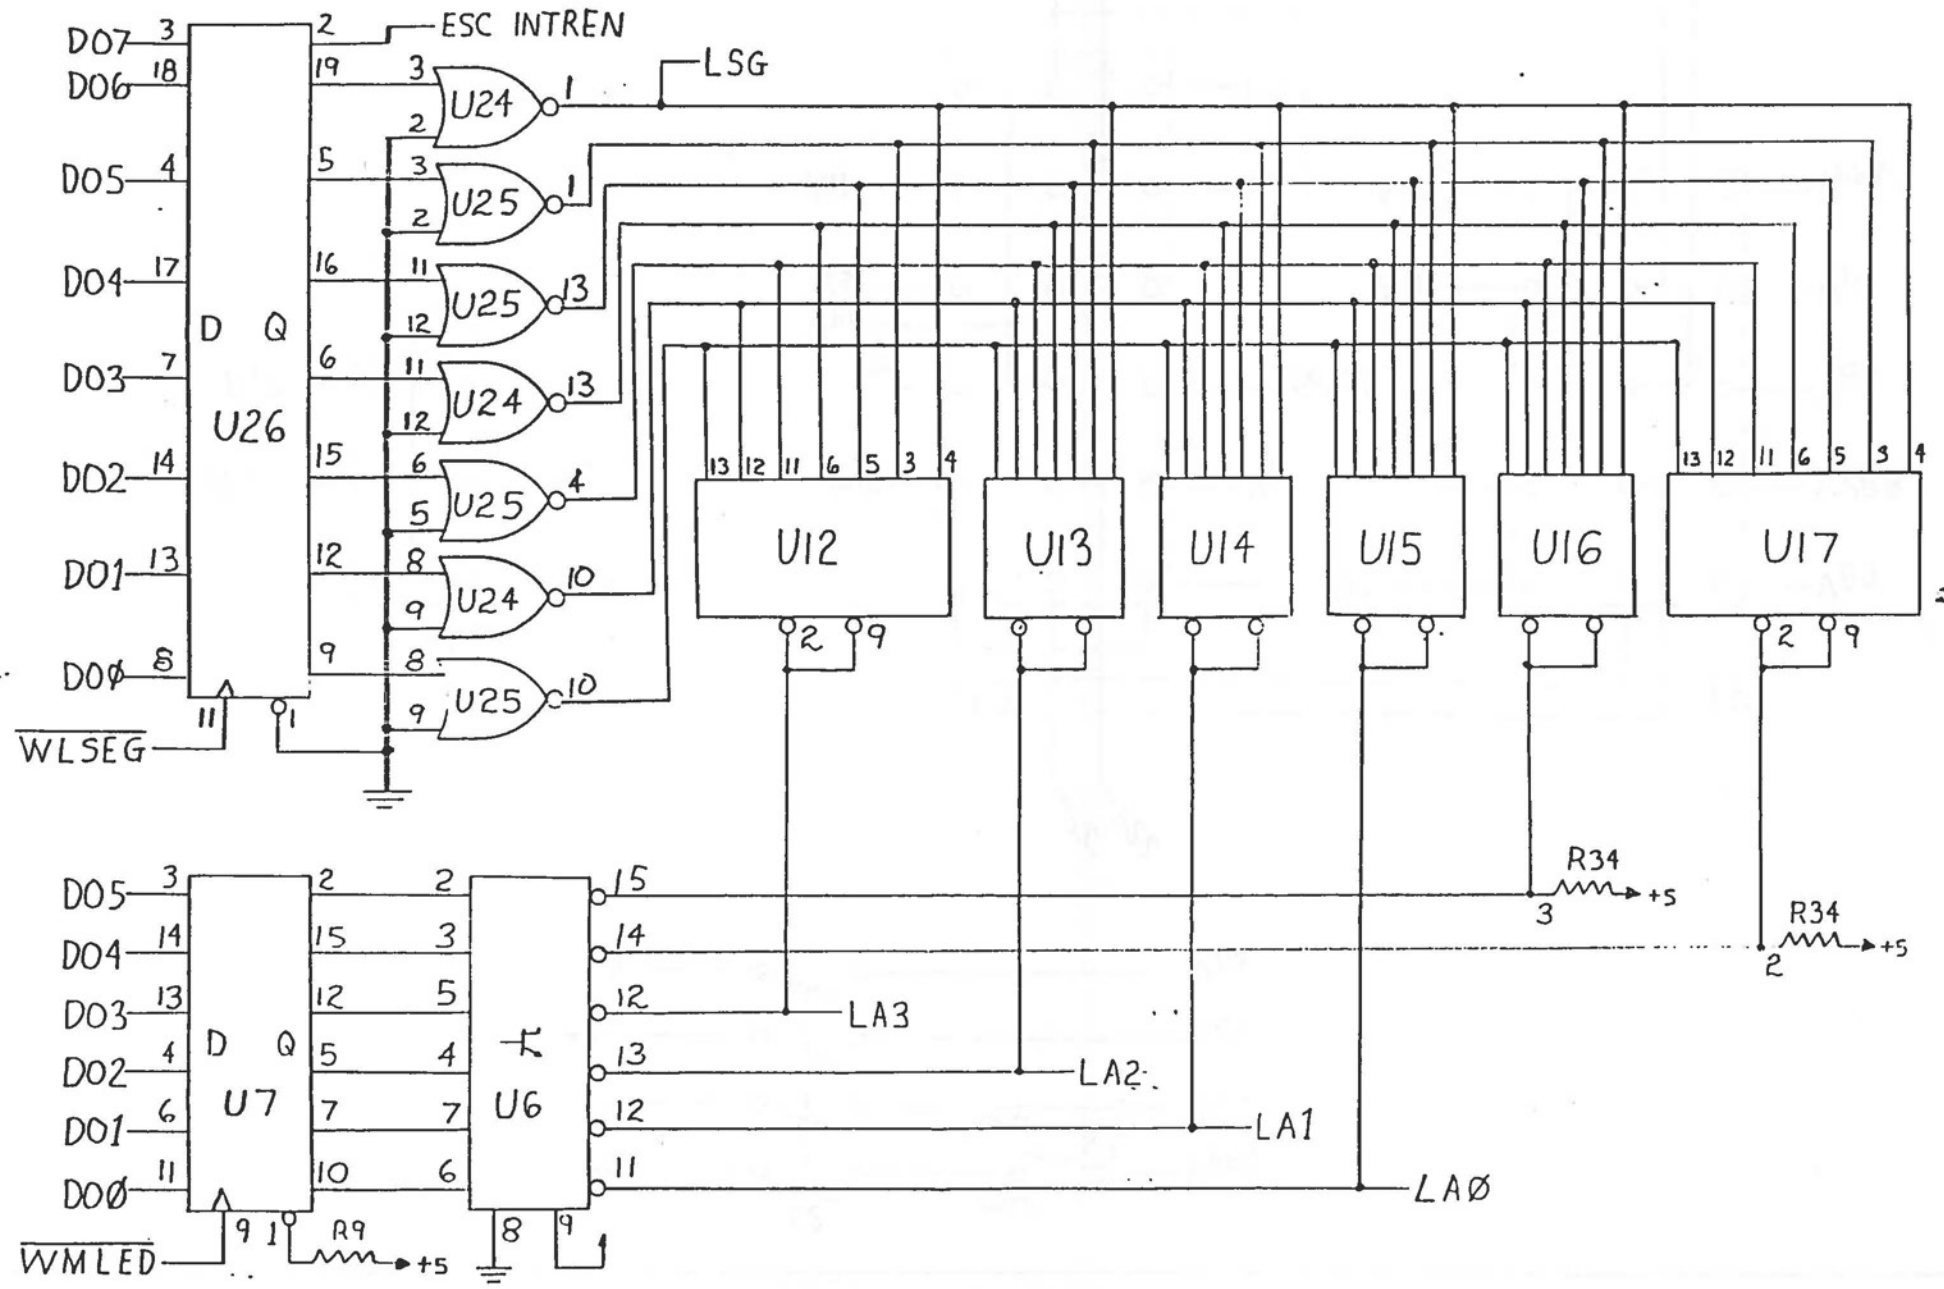 DO7 3 2 ESC INTREN
DO6 18 19 3 U24 1 LSG
2
DO5 4 5 3 U25 1
2
DO4 17 16 11 U25 13
12
D Q
DO3 7 6 11 U24 13
12
U26
DO2 14 15 6 U25 4
5
DO1 13 12 8 U24 10
9
DOØ 8 9 8 U25 10
9
11 1
WLSEG
13 12 11 6 5 3 4
U12
2 9
U13
U14
U15
U16
13 12 11 6 5 3 4
U17
2 9
DO5 3 2 2 15 R34 +5
3
DO4 14 15 3 14 R34 +5
2
DO3 13 12 5 12 LA3
D Q
DO2 4 5 4 13 LA2
U7 U6
DO1 6 7 7 12 LA1
DOØ 11 10 6 11 LAØ
9 1 R9 +5
8 9
WMLED